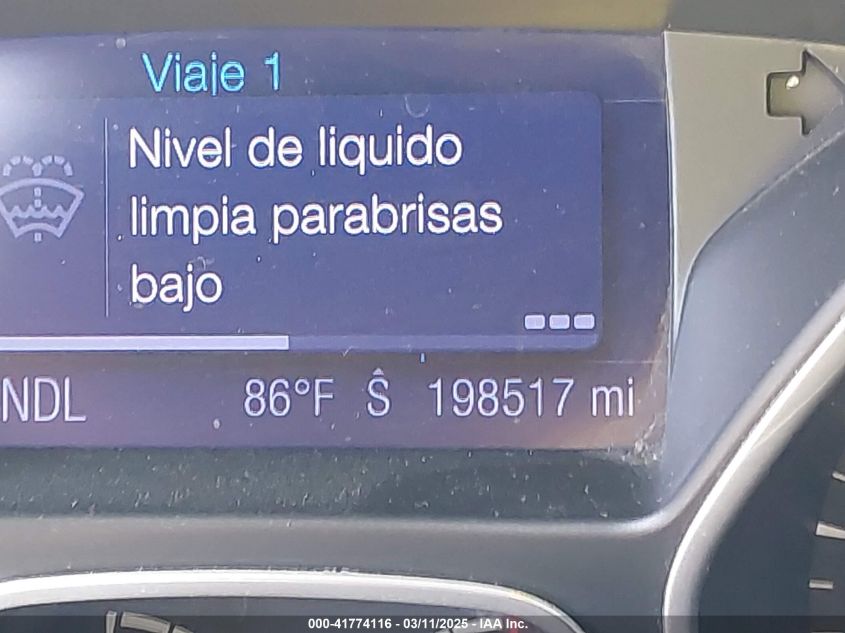 Viaje 1
Nivel de liquido
limpia parabrisas
bajo
NDL 86°F Ŝ 198517 mi
000-41774116 - 03/11/2025 - IAA Inc.